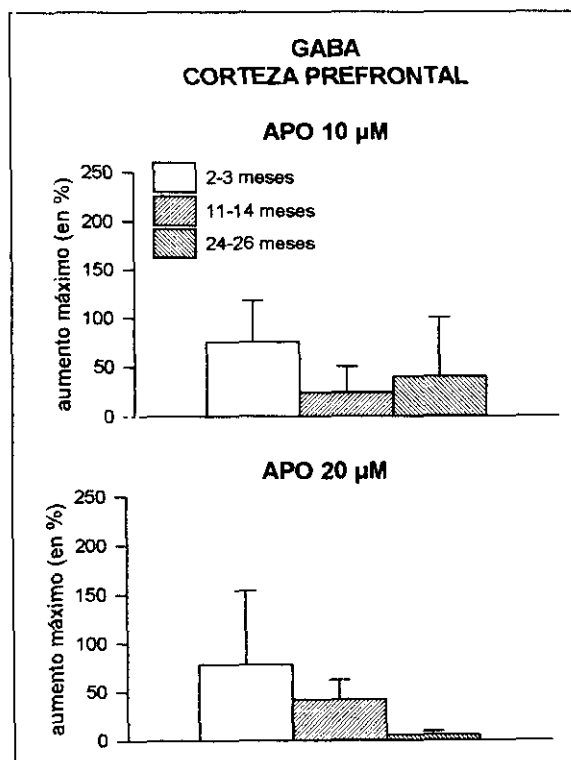 GABA
CORTEZA PREFRONTAL
APO 10 µM
aumento máximo (en %)
250
200
150
100
50
0
2-3 meses
11-14 meses
24-26 meses
APO 20 µM
aumento máximo (en %)
250
200
150
100
50
0